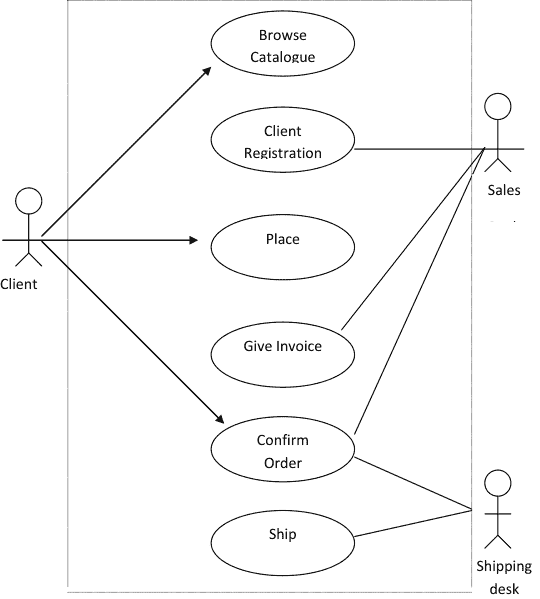 Browse
Catalogue
Client
Registration
Sales
Place
Client
Give Invoice
Confirm
Order
Ship
Shipping
desk